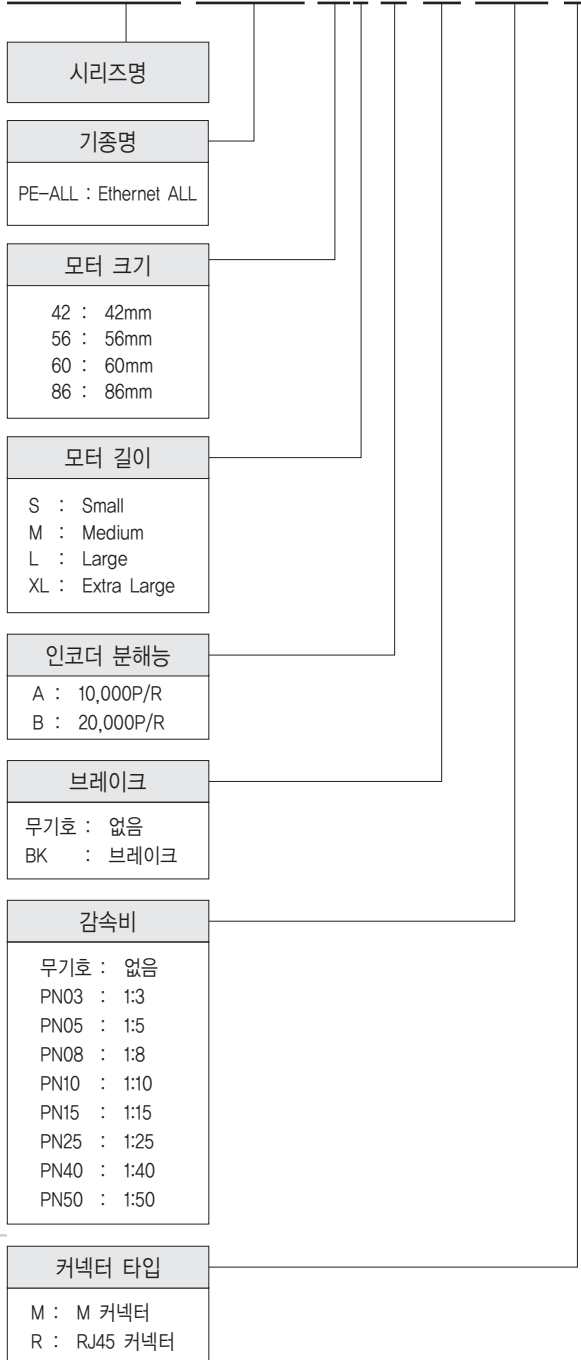 시리즈명
기종명
PE-ALL : Ethernet ALL
모터 크기
42 : 42mm
56 : 56mm
60 : 60mm
86 : 86mm
모터 길이
S : Small
M : Medium
L : Large
XL : Extra Large
인코더 분해능
A : 10,000P/R
B : 20,000P/R
브레이크
무기호 : 없음
BK : 브레이크
감속비
무기호 : 없음
PN03 : 1:3
PN05 : 1:5
PN08 : 1:8
PN10 : 1:10
PN15 : 1:15
PN25 : 1:25
PN40 : 1:40
PN50 : 1:50
커넥터 타입
M : M 커넥터
R : RJ45 커넥터